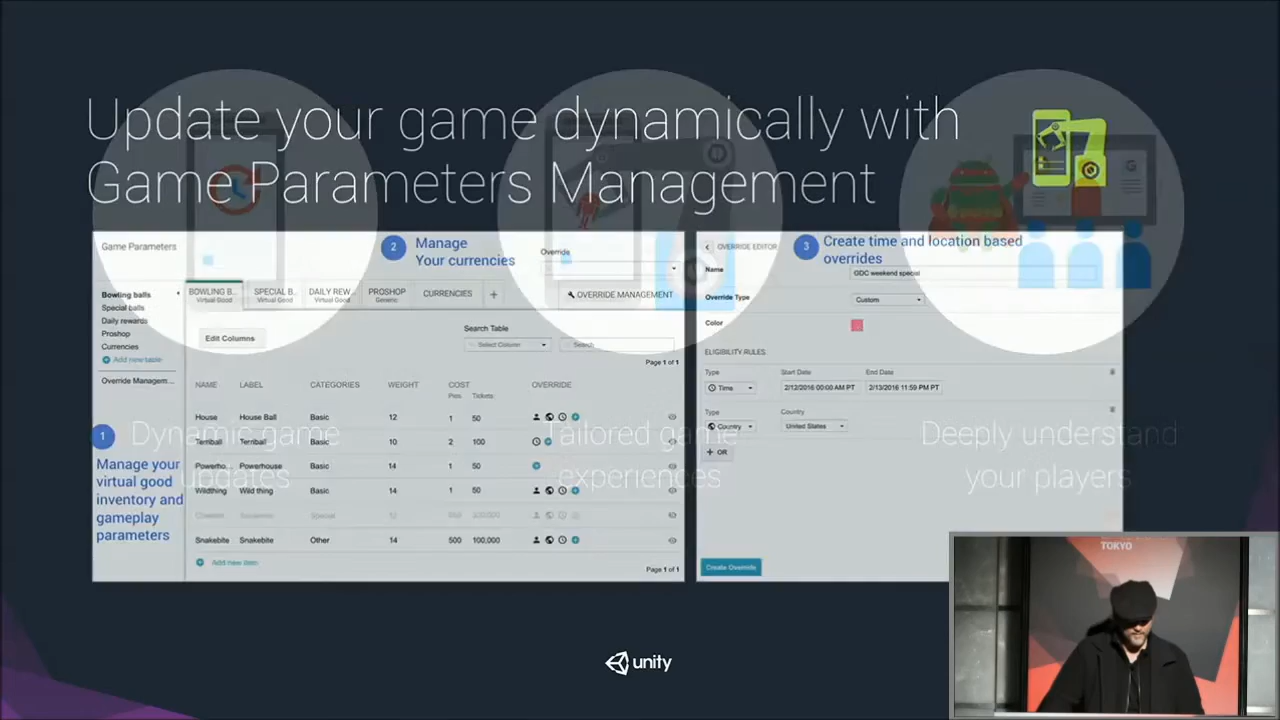 Update your game dynamically with
Game Parameters Management
Game Parameters
2
Manage
Your currencies
Override
Bowling balls
Special balls
Daily rewards
Proshop
Currencies
Add new table
Override Managem...
BOWLING B...
Virtual Good
SPECIAL B...
Virtual Good
DAILY REW...
Virtual Good
PROSHOP
Generic
CURRENCIES
+
OVERRIDE MANAGEMENT
Edit Columns
Search Table
Select Column
Search
Page 1 of 1
NAME LABEL CATEGORIES WEIGHT COST OVERRIDE
Pins Tickets
House House Ball Basic 12 1 50
Ternball Ternball Basic 10 2 100
Powerho... Powerhouse Basic 14 1 50
Wildthing Wild thing Basic 14 1 50
Special 300,000
Snakebite Snakebite Other 14 500 100,000
Add new item
Page 1 of 1
1
Manage your
virtual good
inventory and
gameplay
parameters
OVERRIDE EDITOR
3
Create time and location based
overrides
Name
GDC weekend special
Override Type
Custom
Color
ELIGIBILITY RULES
Type Start Date End Date
Time 2/12/2016 00:00 AM PT 2/13/2016 11:59 PM PT
Type Country
Country United States
+ OR
Create Override
Dynamic game
updates
Tailored game
experiences
Deeply understand
your players
G
unity
TOKYO